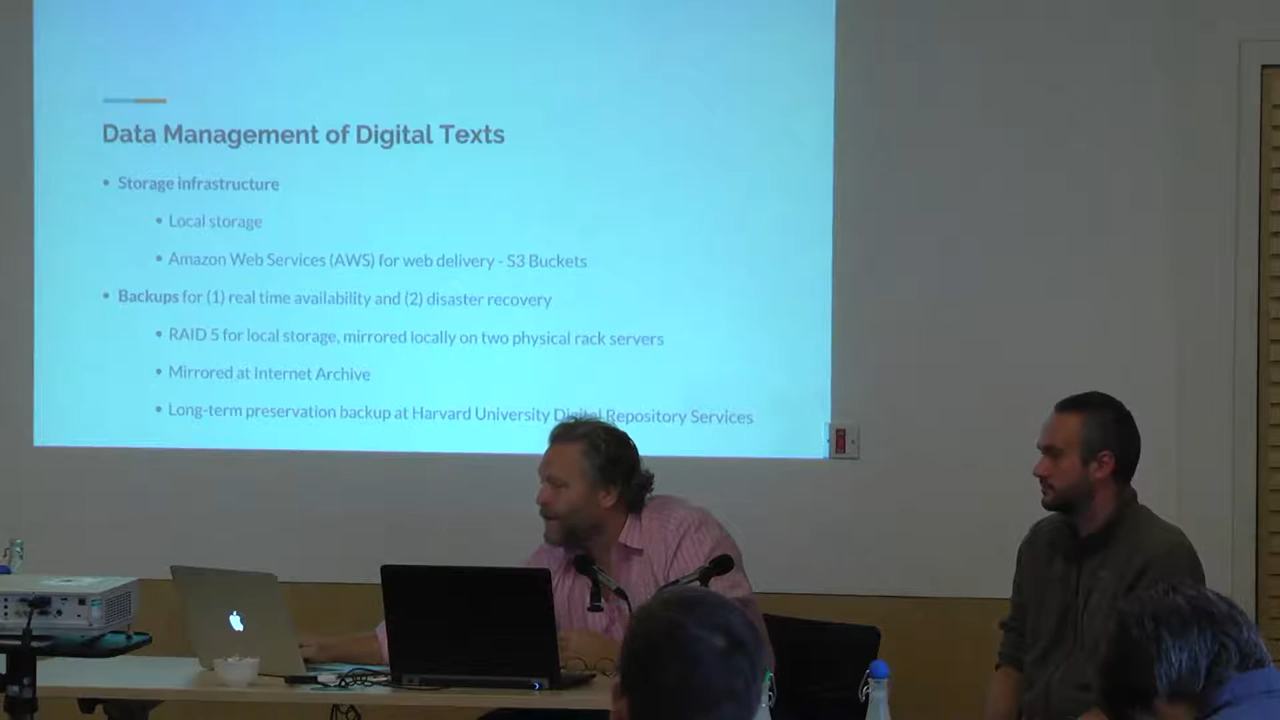 Data Management of Digital Texts
• Storage infrastructure
• Local storage
• Amazon Web Services (AWS) for web delivery - S3 Buckets
• Backups for (1) real time availability and (2) disaster recovery
• RAID 5 for local storage, mirrored locally on two physical rack servers
• Mirrored at Internet Archive
• Long-term preservation backup at Harvard University Digital Repository Services